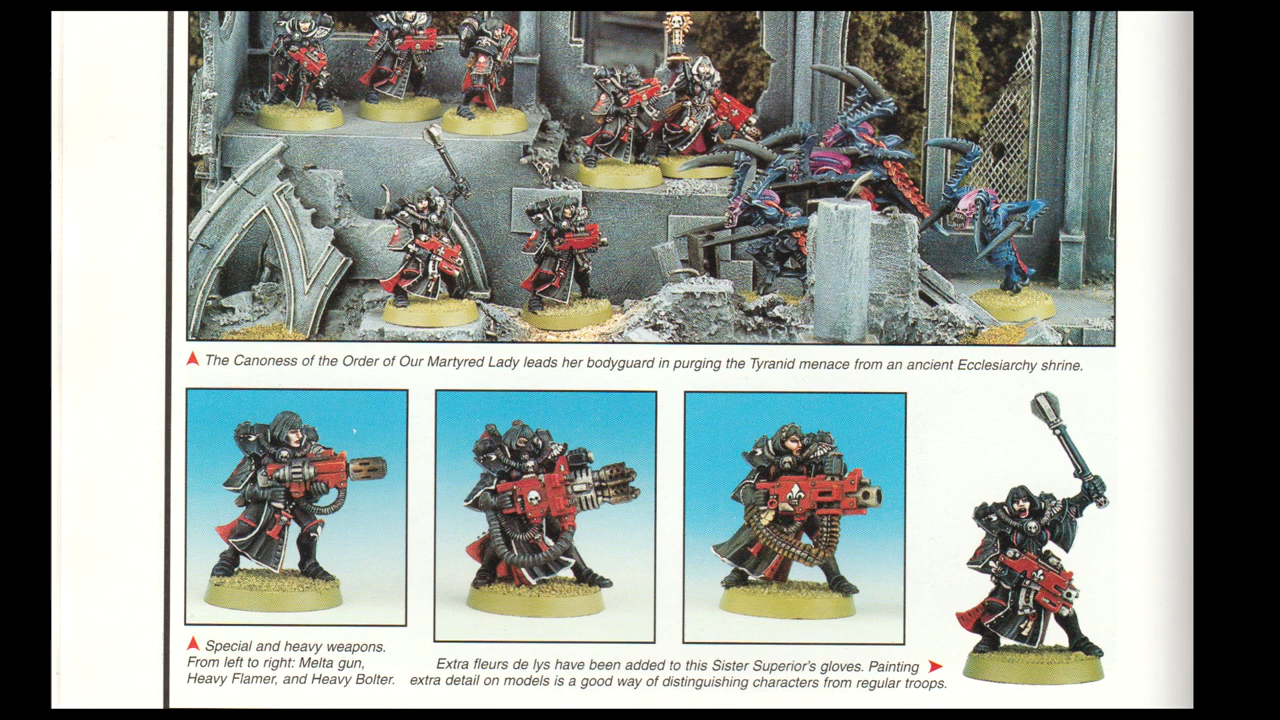 The Canoness of the Order of Our Martyred Lady leads her bodyguard in purging the Tyranid menace from an ancient Ecclesiarchy shrine.
Special and heavy weapons.
From left to right: Melta gun,
Heavy Flamer, and Heavy Bolter.
Extra fleurs de lys have been added to this Sister Superior's gloves. Painting
extra detail on models is a good way of distinguishing characters from regular troops.